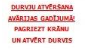 DURVJU ATVĒRŠANA
AVĀRIJAS GADĪJUMĀ!
PAGRIEZT KRĀNU
UN ATVĒRT DURVIS